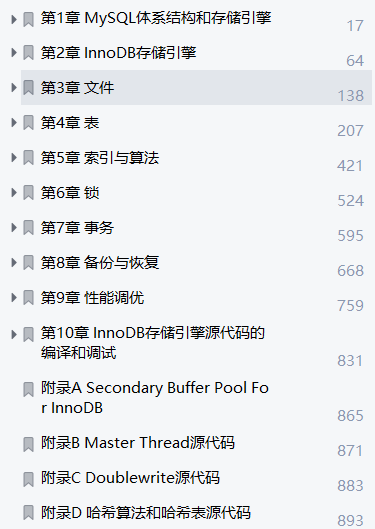 第1章 MySQL体系结构和存储引擎 17
第2章 InnoDB存储引擎 64
第3章 文件 138
第4章 表 207
第5章 索引与算法 421
第6章 锁 524
第7章 事务 595
第8章 备份与恢复 668
第9章 性能调优 759
第10章 InnoDB存储引擎源代码的
编译和调试 831
附录A Secondary Buffer Pool Fo
r InnoDB 865
附录B Master Thread源代码 871
附录C Doublewrite源代码 883
附录D 哈希算法和哈希表源代码 893